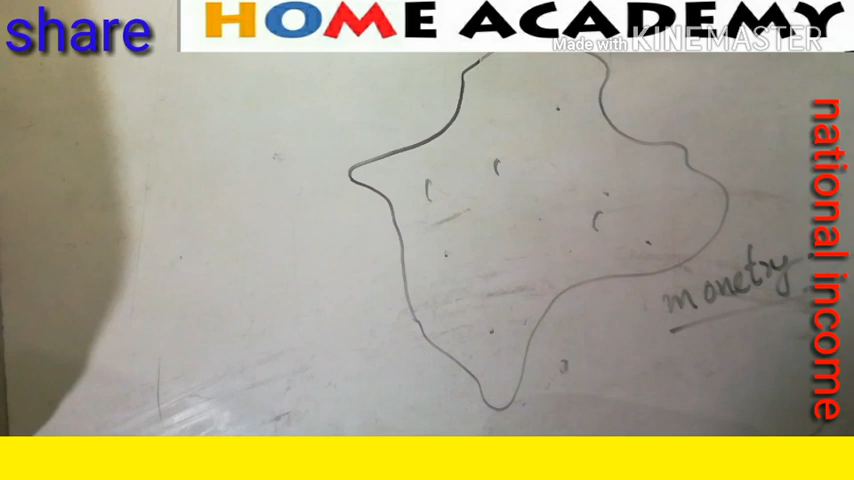 share
HOME ACADEMY
Made with KINEMASTER
national income
monetry